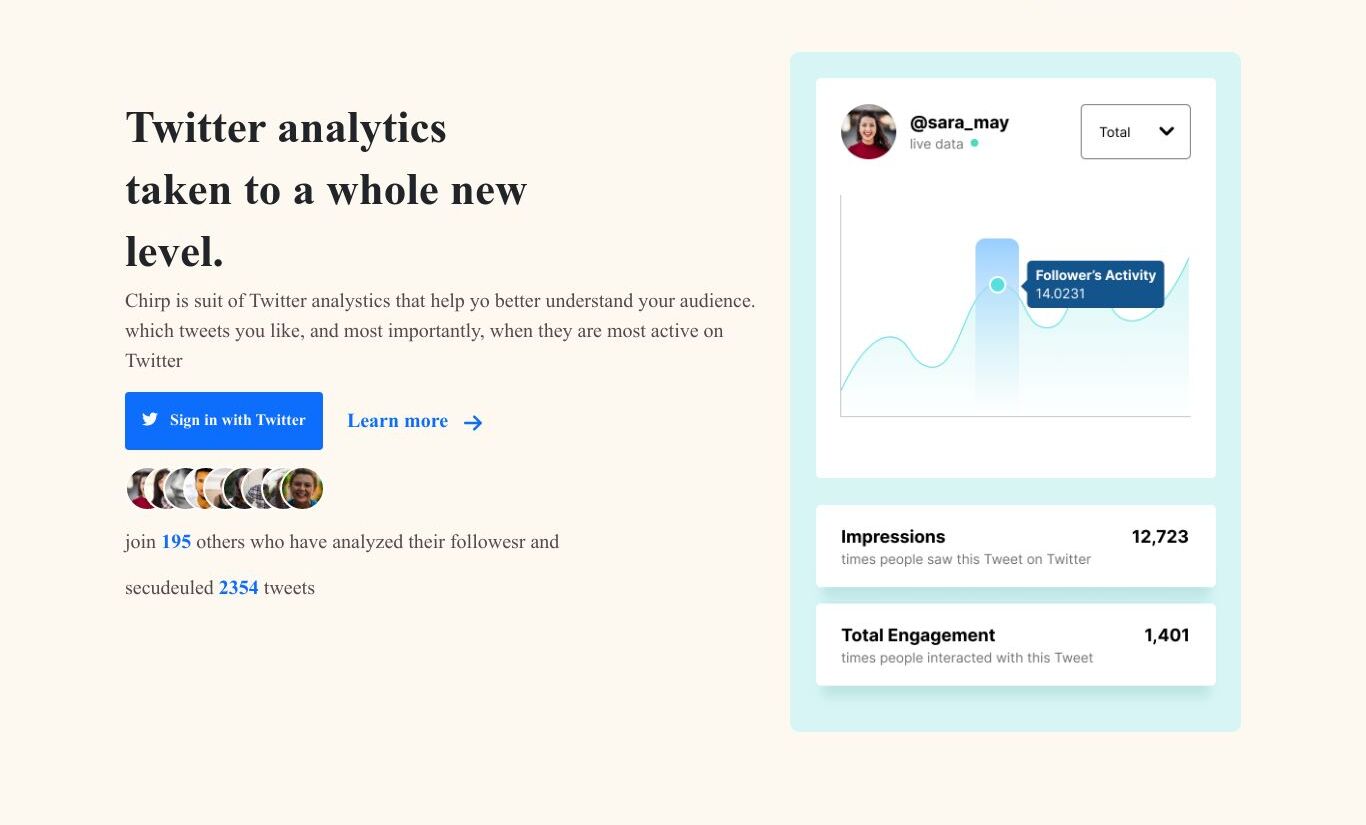 Twitter analytics
taken to a whole new
level.
Chirp is suit of Twitter analystics that help yo better understand your audience.
which tweets you like, and most importantly, when they are most active on
Twitter
Sign in with Twitter
Learn more
join 195 others who have analyzed their followesr and
secudeuled 2354 tweets
@sara_may
live data
Total
Follower's Activity
14.0231
Impressions
12,723
times people saw this Tweet on Twitter
Total Engagement
1,401
times people interacted with this Tweet